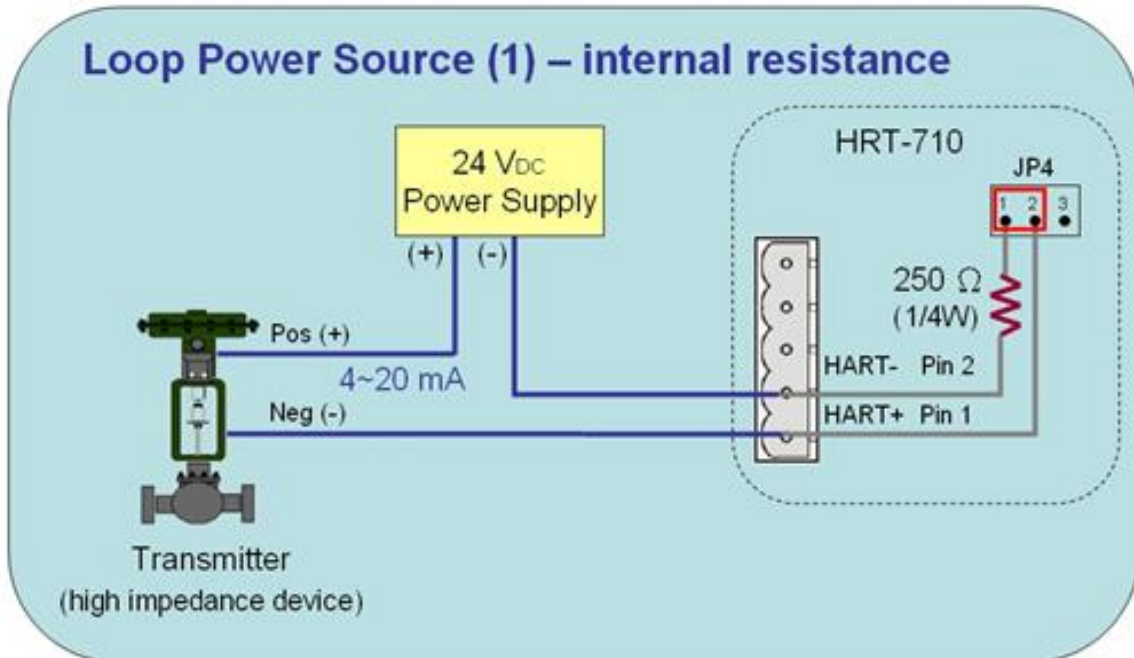 Loop Power Source (1) – internal resistance
24 VDC
Power Supply
(+) (-)
HRT-710
JP4
1 2 3
250 Ω
(1/4W)
Pos (+)
4~20 mA
Neg (-)
HART- Pin 2
HART+ Pin 1
Transmitter
(high impedance device)